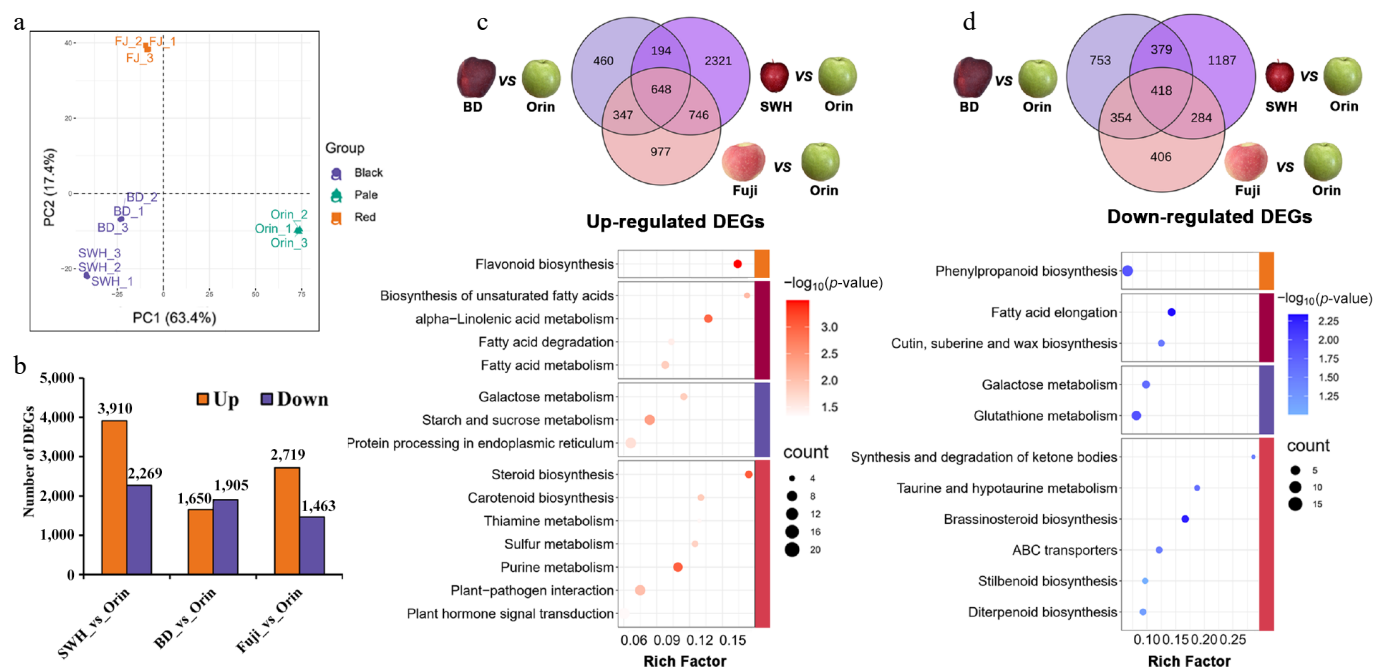 a
FJ_2 FJ_1
FJ_3
BD_2
BD_1
BD_3
SWH_3
SWH_2
SWH_1
Orin_2
Orin_1
Orin_3
40
20
0
−20
−25
0
25
50
75
PC2 (17.4%)
PC1 (63.4%)
Group
Black
Pale
Red
b
Number of DEGs
5,000
4,000
3,000
2,000
1,000
0
Up
Down
3,910
2,269
1,650
1,905
2,719
1,463
SWH_vs_Orin
BD_vs_Orin
Fuji_vs_Orin
c
460
194
2321
648
347
746
977
BD vs Orin
SWH vs Orin
Fuji vs Orin
Up-regulated DEGs
Flavonoid biosynthesis
Biosynthesis of unsaturated fatty acids
alpha−Linolenic acid metabolism
Fatty acid degradation
Fatty acid metabolism
Galactose metabolism
Starch and sucrose metabolism
Protein processing in endoplasmic reticulum
Steroid biosynthesis
Carotenoid biosynthesis
Thiamine metabolism
Sulfur metabolism
Purine metabolism
Plant−pathogen interaction
Plant hormone signal transduction
0.06 0.09 0.12 0.15
Rich Factor
−log10(p-value)
3.0
2.5
2.0
1.5
count
4
8
12
16
20
d
753
379
1187
418
354
284
406
BD vs Orin
SWH vs Orin
Fuji vs Orin
Down-regulated DEGs
Phenylpropanoid biosynthesis
Fatty acid elongation
Cutin, suberine and wax biosynthesis
Galactose metabolism
Glutathione metabolism
Synthesis and degradation of ketone bodies
Taurine and hypotaurine metabolism
Brassinosteroid biosynthesis
ABC transporters
Stilbenoid biosynthesis
Diterpenoid biosynthesis
0.10 0.15 0.20 0.25
Rich Factor
−log10(p-value)
2.25
2.00
1.75
1.50
1.25
count
5
10
15